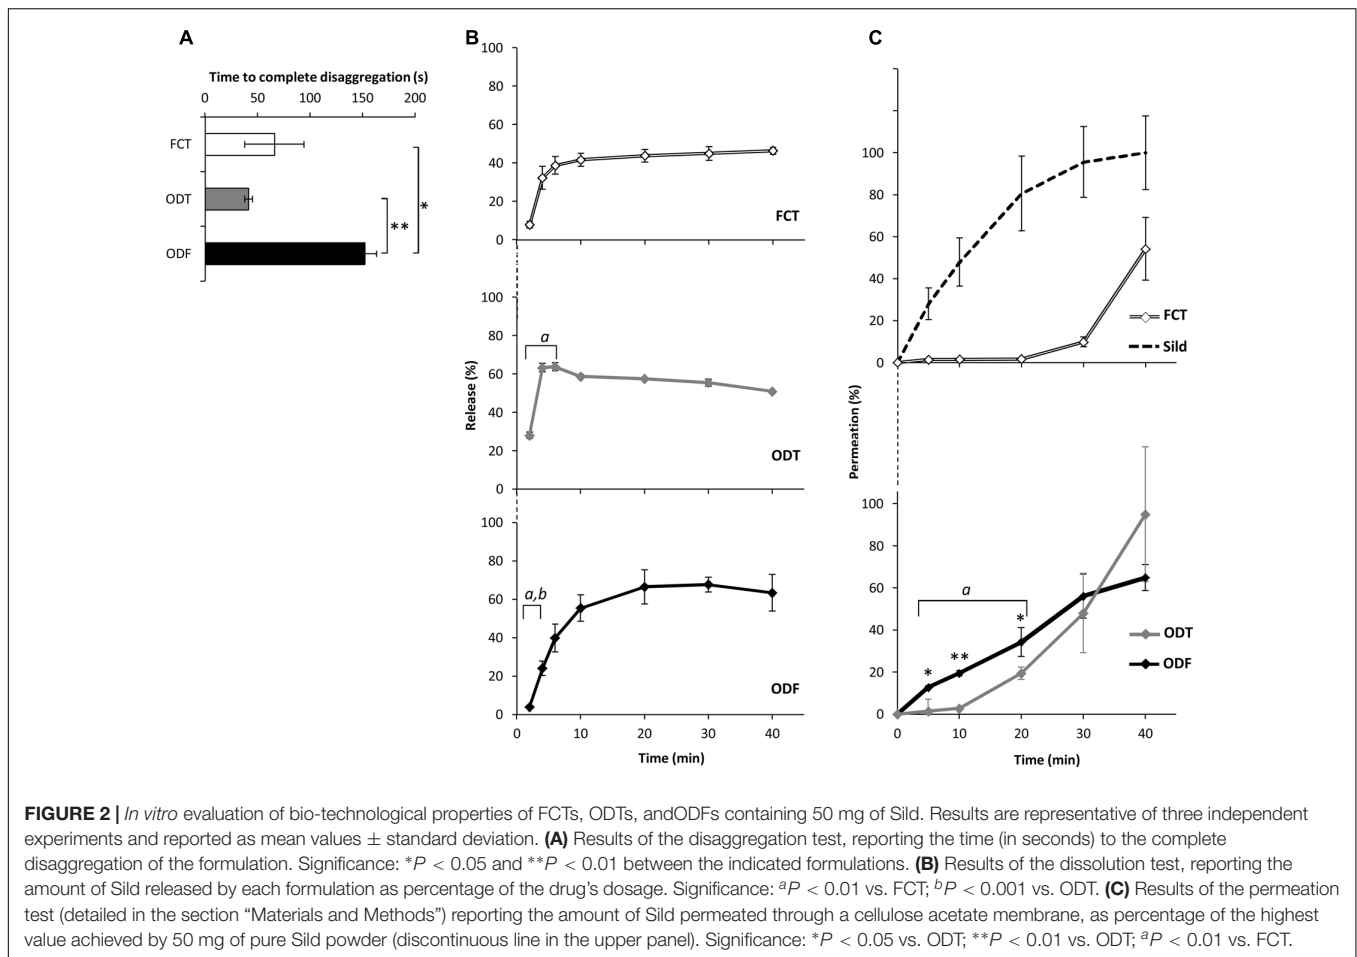 A
Time to complete disaggregation (s)
0 50 100 150 200
FCT
ODT
ODF
*
**
B
100
80
60
40
20
0
FCT
100
80
60
40
20
0
a
ODT
100
80
60
40
20
0
a,b
ODF
Release (%)
0 10 20 30 40
Time (min)
C
100
80
60
40
20
0
FCT
Sild
Permeation (%)
100
80
60
40
20
0
a
*
**
*
ODT
ODF
0 10 20 30 40
Time (min)
FIGURE 2 | In vitro evaluation of bio-technological properties of FCTs, ODTs, andODFs containing 50 mg of Sild. Results are representative of three independent
experiments and reported as mean values ± standard deviation. (A) Results of the disaggregation test, reporting the time (in seconds) to the complete
disaggregation of the formulation. Significance: *P < 0.05 and **P < 0.01 between the indicated formulations. (B) Results of the dissolution test, reporting the
amount of Sild released by each formulation as percentage of the drug's dosage. Significance: ᵃP < 0.01 vs. FCT; ᵇP < 0.001 vs. ODT. (C) Results of the permeation
test (detailed in the section “Materials and Methods”) reporting the amount of Sild permeated through a cellulose acetate membrane, as percentage of the highest
value achieved by 50 mg of pure Sild powder (discontinuous line in the upper panel). Significance: *P < 0.05 vs. ODT; **P < 0.01 vs. ODT; ᵃP < 0.01 vs. FCT.